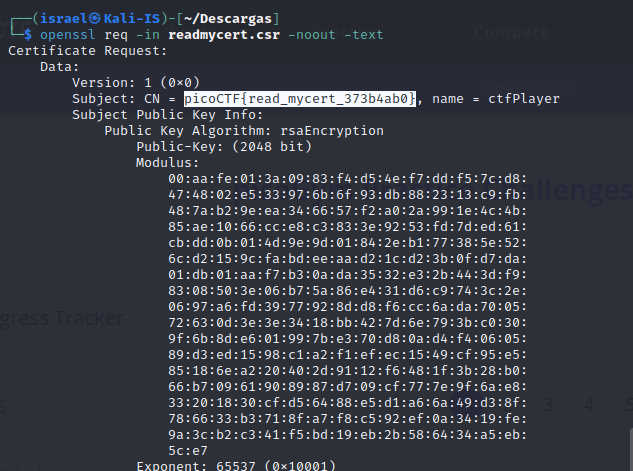 ┌──(israel㉿Kali-IS)-[~/Descargas]
└─$ openssl req -in readmycert.csr -noout -text
Compete
Certificate Request:
    Data:
        Version: 1 (0x0)
        Subject: CN = picoCTF{read_mycert_373b4ab0}, name = ctfPlayer
        Subject Public Key Info:
            Public Key Algorithm: rsaEncryption
                Public-Key: (2048 bit)
                Modulus:
                    00:aa:fe:01:3a:09:83:f4:d5:4e:f7:dd:f5:7c:d8:
                    47:48:02:e5:33:97:6b:6f:93:db:88:23:13:c9:fb:
                    48:7a:b2:9e:ea:34:66:57:f2:a0:2a:99:1e:4c:4b:
                    85:ae:10:66:cc:e8:c3:83:3e:92:53:fd:7d:ed:61:
                    cb:dd:0b:01:4d:9e:9d:01:84:2e:b1:77:38:5e:52:
                    6c:d2:15:9c:fa:bd:ee:aa:d2:1c:d2:3b:0f:d7:da:
                    01:db:01:aa:f7:b3:0a:da:35:32:e3:2b:44:3d:f9:
                    83:08:50:3e:06:b7:5a:86:e4:31:d6:c9:74:3c:2e:
                    06:97:a6:fd:39:77:92:8d:d8:f6:cc:6a:da:70:05:
                    72:63:0d:3e:3e:34:18:bb:42:7d:6e:79:3b:c0:30:
                    9f:6b:8d:e6:01:99:7b:e3:70:d8:0a:d4:f4:06:05:
                    89:d3:ed:15:98:c1:a2:f1:ef:ec:15:49:cf:95:e5:
                    85:18:6e:a2:20:40:2d:91:12:f6:48:1f:3b:28:b0:
                    66:b7:09:61:90:89:87:d7:09:cf:77:7e:9f:6a:e8:
                    33:20:18:30:cf:d5:64:88:e5:d1:a6:6a:49:d3:8f:
                    78:66:33:b3:71:8f:a7:f8:c5:92:ef:0a:34:19:fe:
                    9a:3c:b2:c3:41:f5:bd:19:eb:2b:58:64:34:a5:eb:
                    5c:e7
                Exponent: 65537 (0x10001)
Challenges
gress Tracker
3 4